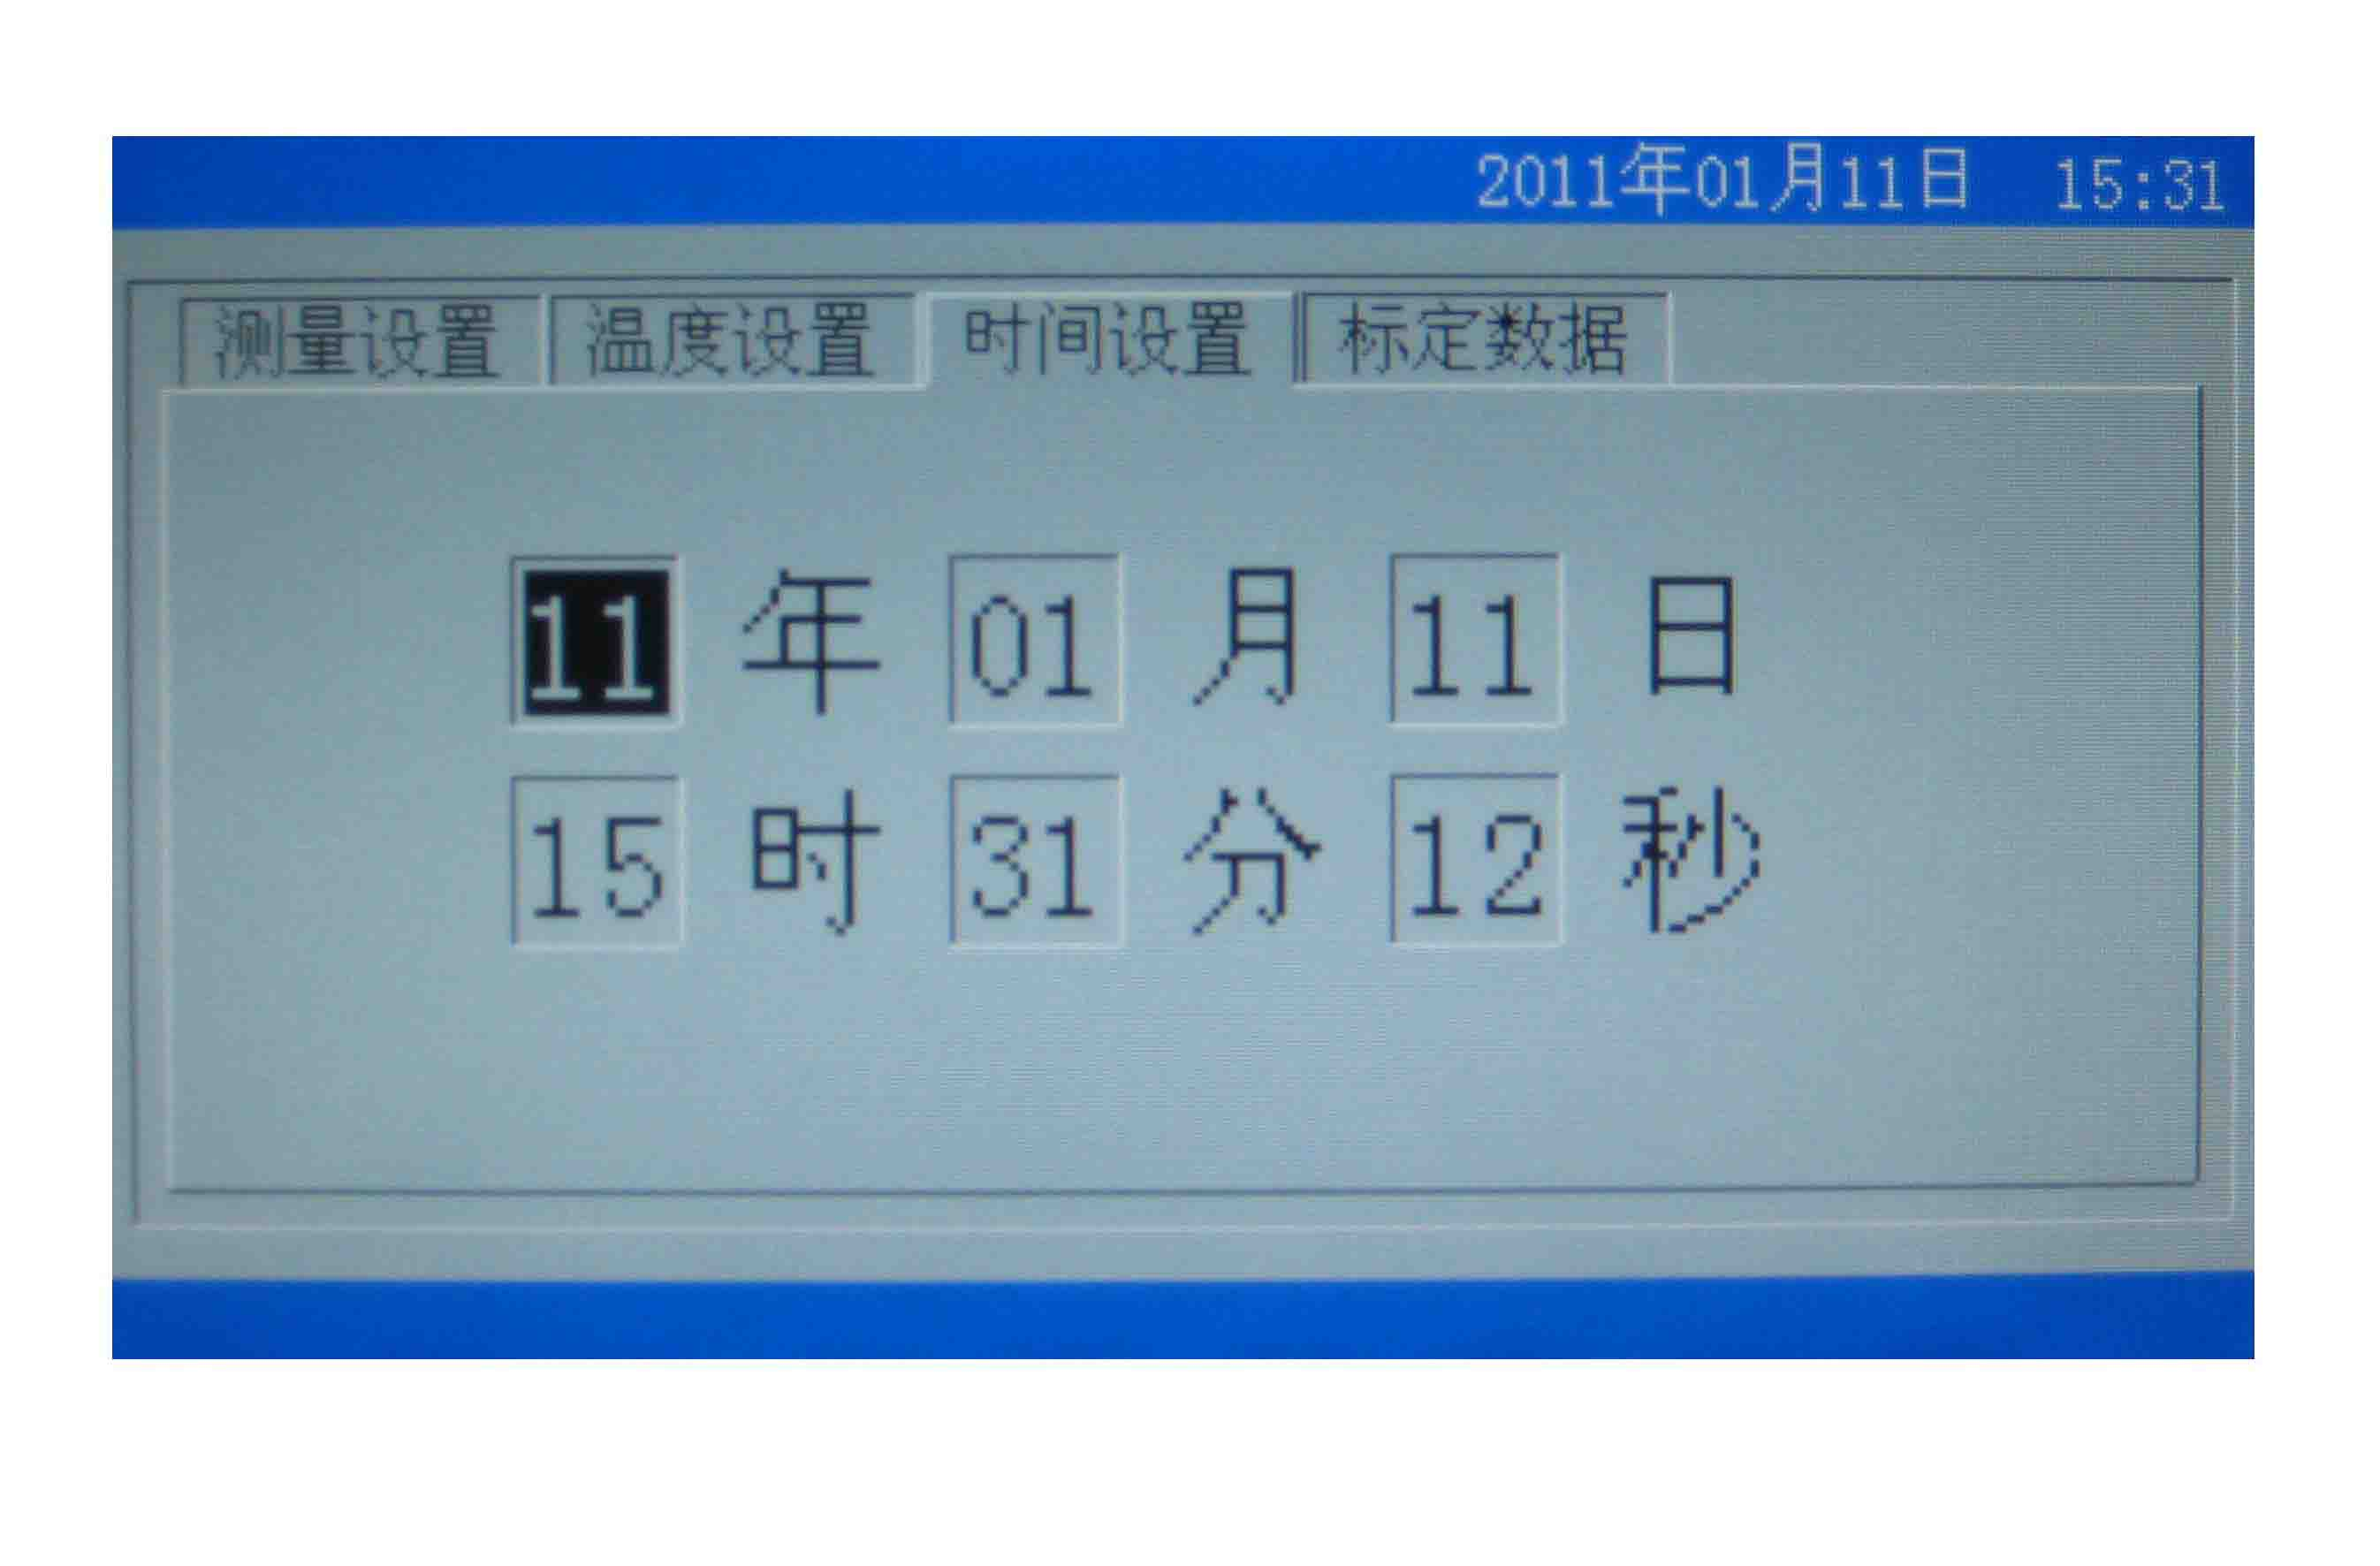 2011年01月11日 15:31
测量设置 温度设置 时间设置 标定数据
11 年 01 月 11 日
15 时 31 分 12 秒